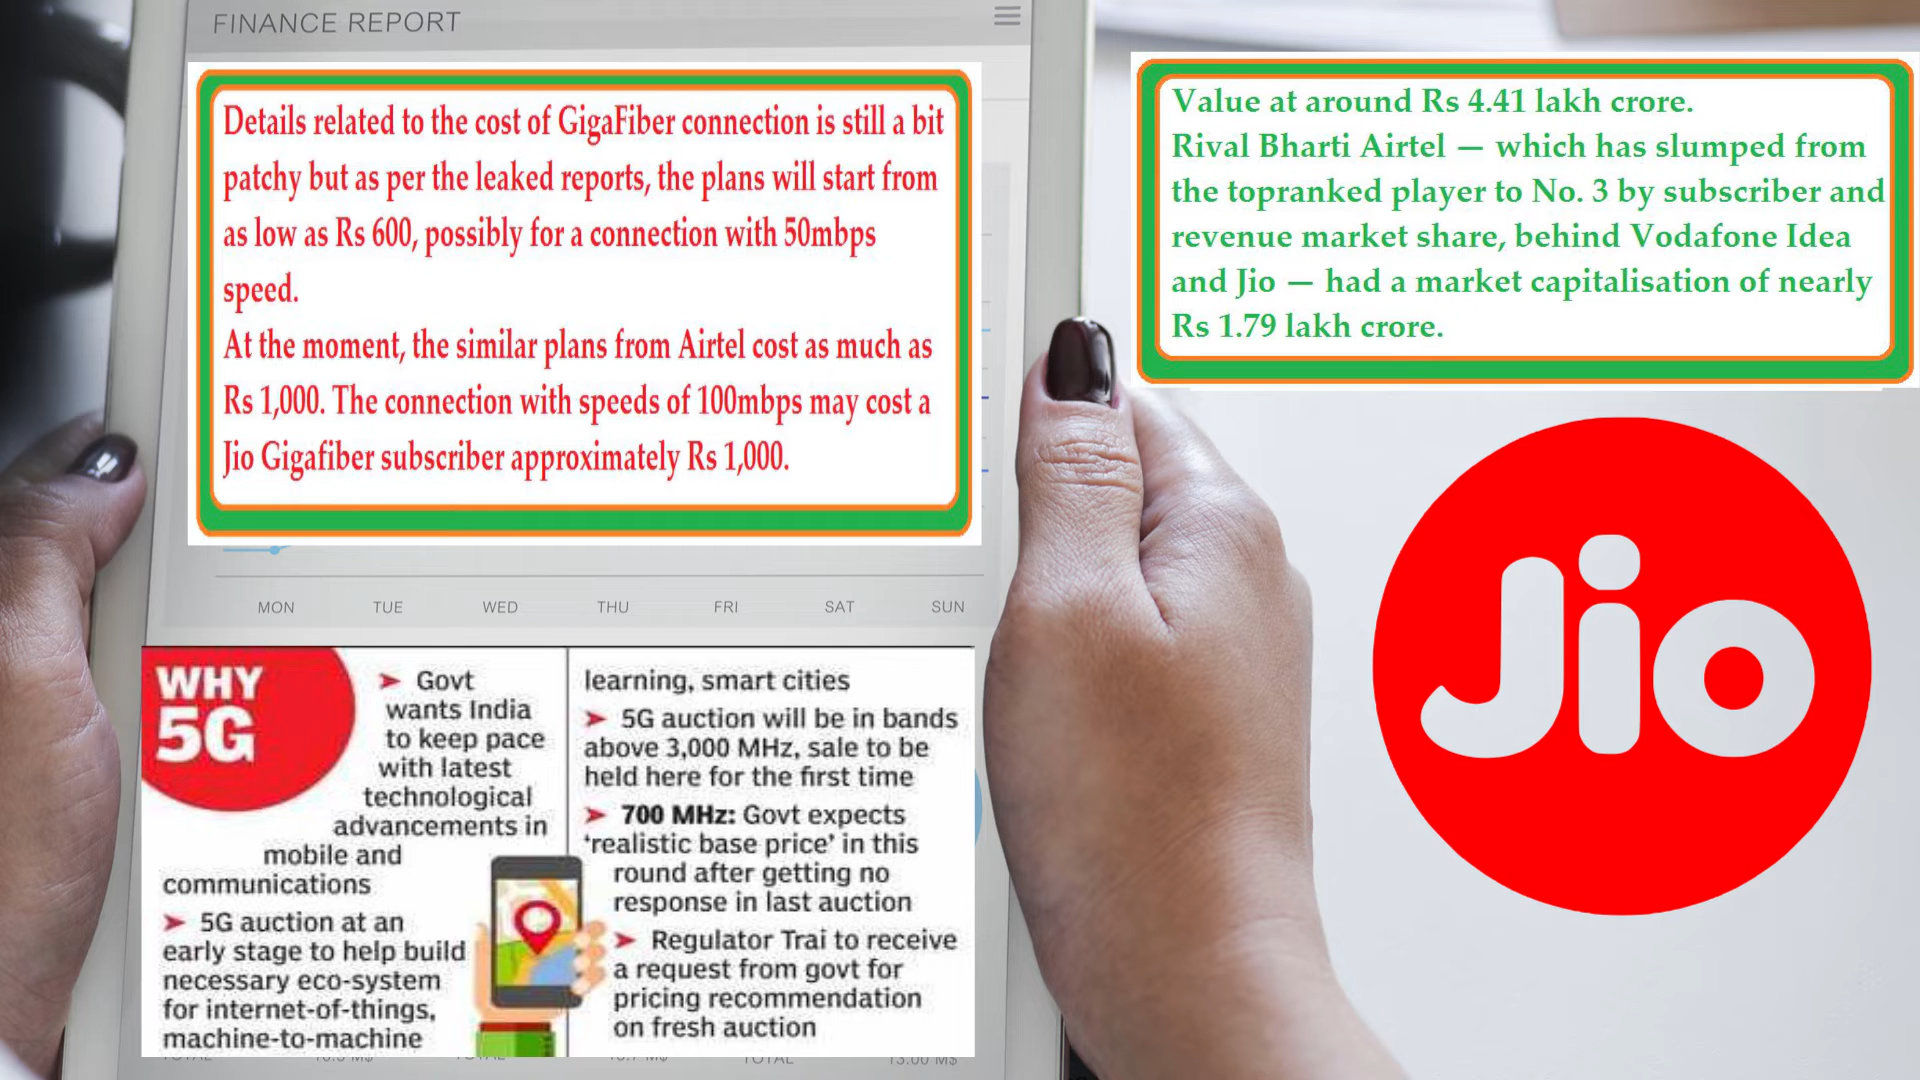 FINANCE REPORT
Details related to the cost of GigaFiber connection is still a bit
patchy but as per the leaked reports, the plans will start from
as low as Rs 600, possibly for a connection with 50mbps
speed.
At the moment, the similar plans from Airtel cost as much as
Rs 1,000. The connection with speeds of 100mbps may cost a
Jio Gigafiber subscriber approximately Rs 1,000.
Value at around Rs 4.41 lakh crore.
Rival Bharti Airtel — which has slumped from
the topranked player to No. 3 by subscriber and
revenue market share, behind Vodafone Idea
and Jio — had a market capitalisation of nearly
Rs 1.79 lakh crore.
Jio
MON TUE WED THU FRI SAT SUN
WHY
5G
➤ Govt
wants India
to keep pace
with latest
technological
advancements in
mobile and
communications
➤ 5G auction at an
early stage to help build
necessary eco-system
for internet-of-things,
machine-to-machine
learning, smart cities
➤ 5G auction will be in bands
above 3,000 MHz, sale to be
held here for the first time
➤ 700 MHz: Govt expects
‘realistic base price’ in this
round after getting no
response in last auction
➤ Regulator Trai to receive
a request from govt for
pricing recommendation
on fresh auction
TOTAL